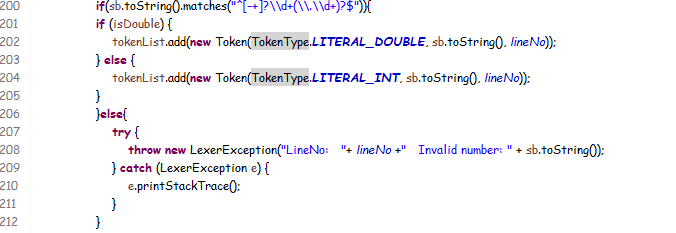 200 if(sb.toString().matches("^[-+]?\\d+(\\.\\d+)?$")){
201 if (isDouble) {
202 tokenList.add(new Token(TokenType.LITERAL_DOUBLE, sb.toString(), lineNo));
203 } else {
204 tokenList.add(new Token(TokenType.LITERAL_INT, sb.toString(), lineNo));
205 }
206 }else{
207 try {
208 throw new LexerException("LineNo: "+ lineNo +" Invalid number: " + sb.toString());
209 } catch (LexerException e) {
210 e.printStackTrace();
211 }
212 }